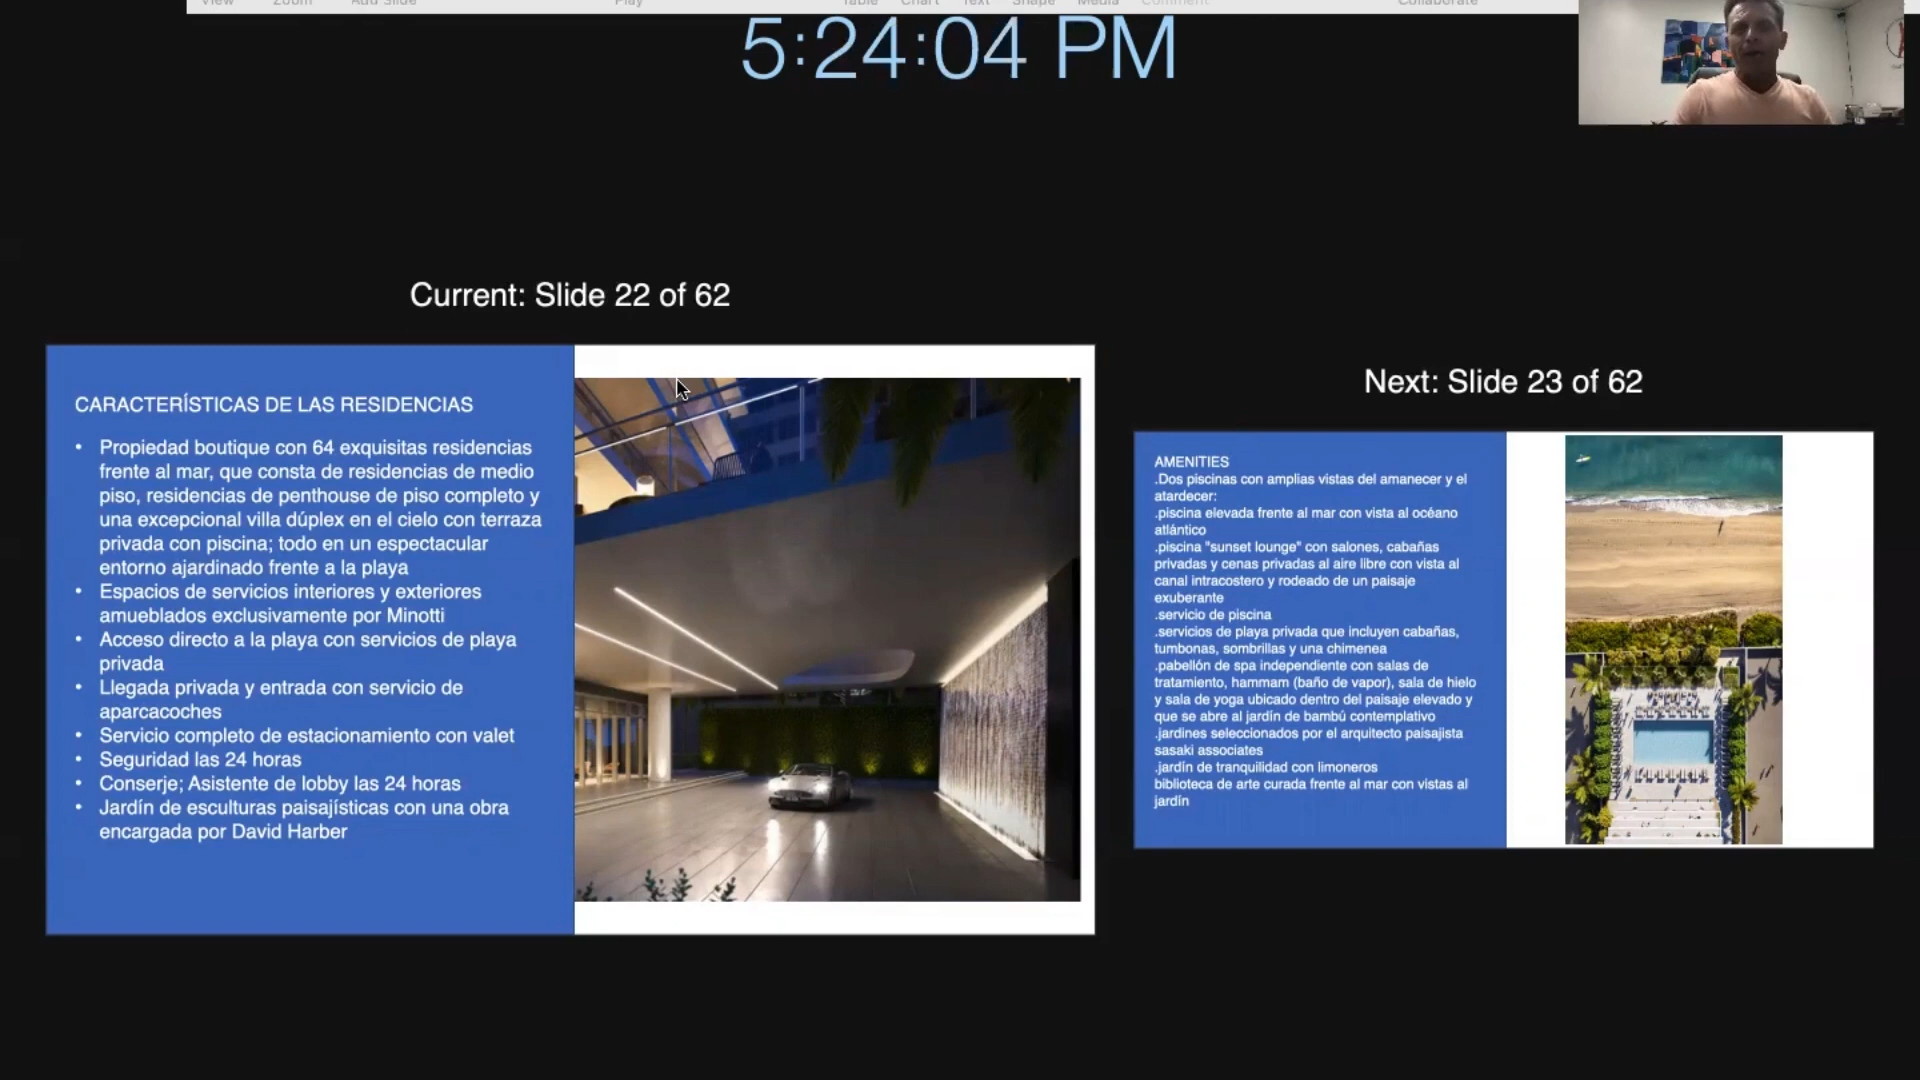 View Zoom Add Slide Play Table Chart Text Shape Media Comment Collaborate
5:24:04 PM
Current: Slide 22 of 62
CARACTERÍSTICAS DE LAS RESIDENCIAS
• Propiedad boutique con 64 exquisitas residencias
frente al mar, que consta de residencias de medio
piso, residencias de penthouse de piso completo y
una excepcional villa dúplex en el cielo con terraza
privada con piscina; todo en un espectacular
entorno ajardinado frente a la playa
• Espacios de servicios interiores y exteriores
amueblados exclusivamente por Minotti
• Acceso directo a la playa con servicios de playa
privada
• Llegada privada y entrada con servicio de
aparcacoches
• Servicio completo de estacionamiento con valet
• Seguridad las 24 horas
• Conserje; Asistente de lobby las 24 horas
• Jardín de esculturas paisajísticas con una obra
encargada por David Harber
Next: Slide 23 of 62
AMENITIES
.Dos piscinas con amplias vistas del amanecer y el
atardecer:
.piscina elevada frente al mar con vista al océano
atlántico
.piscina "sunset lounge" con salones, cabañas
privadas y cenas privadas al aire libre con vista al
canal intracostero y rodeado de un paisaje
exuberante
.servicio de piscina
.servicios de playa privada que incluyen cabañas,
tumbonas, sombrillas y una chimenea
.pabellón de spa independiente con salas de
tratamiento, hammam (baño de vapor), sala de hielo
y sala de yoga ubicado dentro del paisaje elevado y
que se abre al jardín de bambú contemplativo
.jardines seleccionados por el arquitecto paisajista
sasaki associates
.jardín de tranquilidad con limoneros
biblioteca de arte curada frente al mar con vistas al
jardín